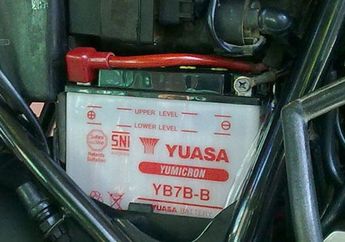 UPPER LEVEL
LOWER LEVEL
SNI
YUASA
YUMICRON
YB7B-B
YUASA BATTERY